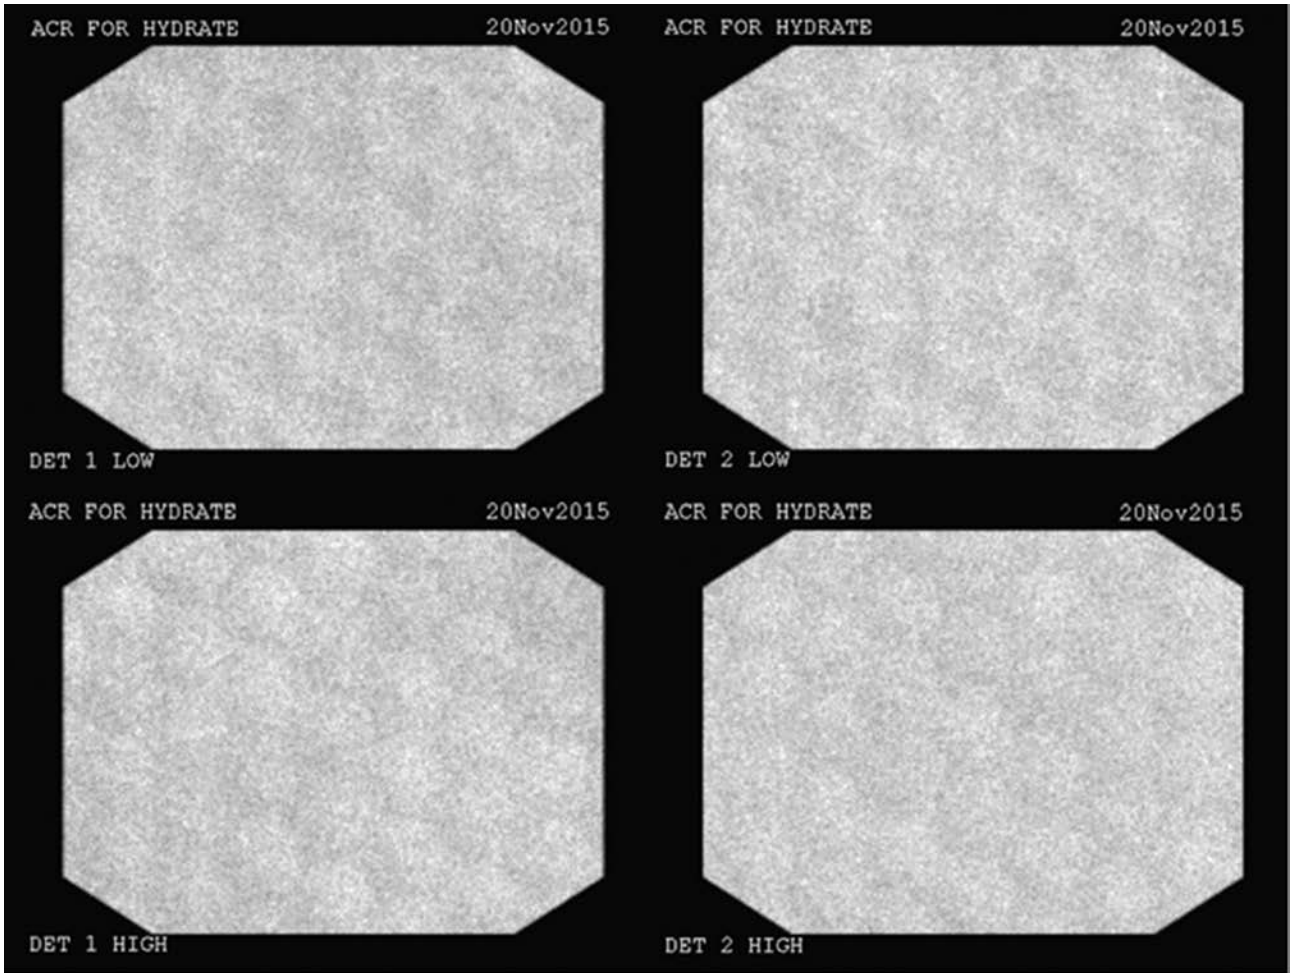 ACR FOR HYDRATE 20Nov2015
ACR FOR HYDRATE 20Nov2015
DET 1 LOW
DET 2 LOW
ACR FOR HYDRATE 20Nov2015
ACR FOR HYDRATE 20Nov2015
DET 1 HIGH
DET 2 HIGH